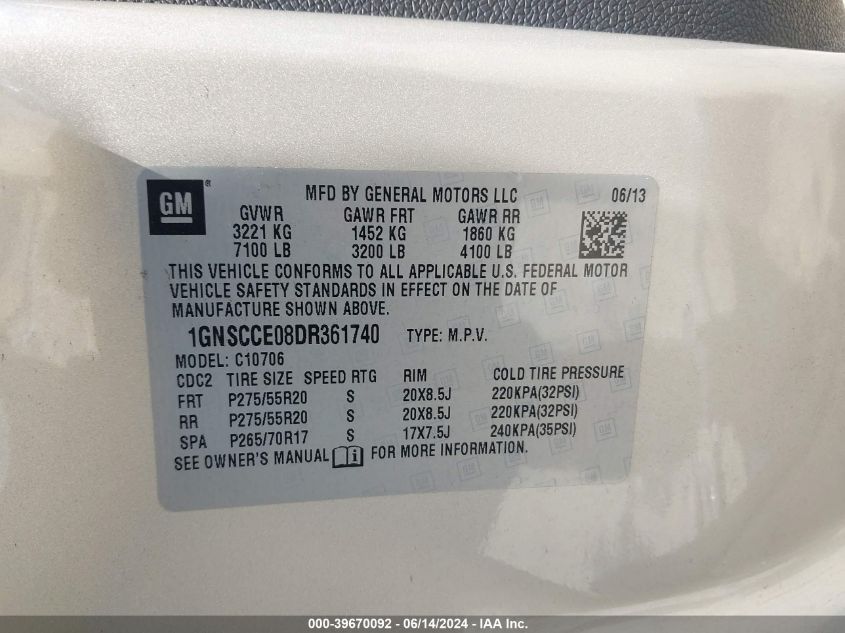 GM ® MFD BY GENERAL MOTORS LLC 06/13
GVWR GAWR FRT GAWR RR
3221 KG 1452 KG 1860 KG
7100 LB 3200 LB 4100 LB
THIS VEHICLE CONFORMS TO ALL APPLICABLE U.S. FEDERAL MOTOR
VEHICLE SAFETY STANDARDS IN EFFECT ON THE DATE OF
MANUFACTURE SHOWN ABOVE.
1GNSCCE08DR361740 TYPE: M.P.V.
MODEL: C10706
CDC2 TIRE SIZE SPEED RTG RIM COLD TIRE PRESSURE
FRT P275/55R20 S 20X8.5J 220KPA(32PSI)
RR P275/55R20 S 20X8.5J 220KPA(32PSI)
SPA P265/70R17 S 17X7.5J 240KPA(35PSI)
SEE OWNER'S MANUAL i FOR MORE INFORMATION.
000-39670092 - 06/14/2024 - IAA Inc.